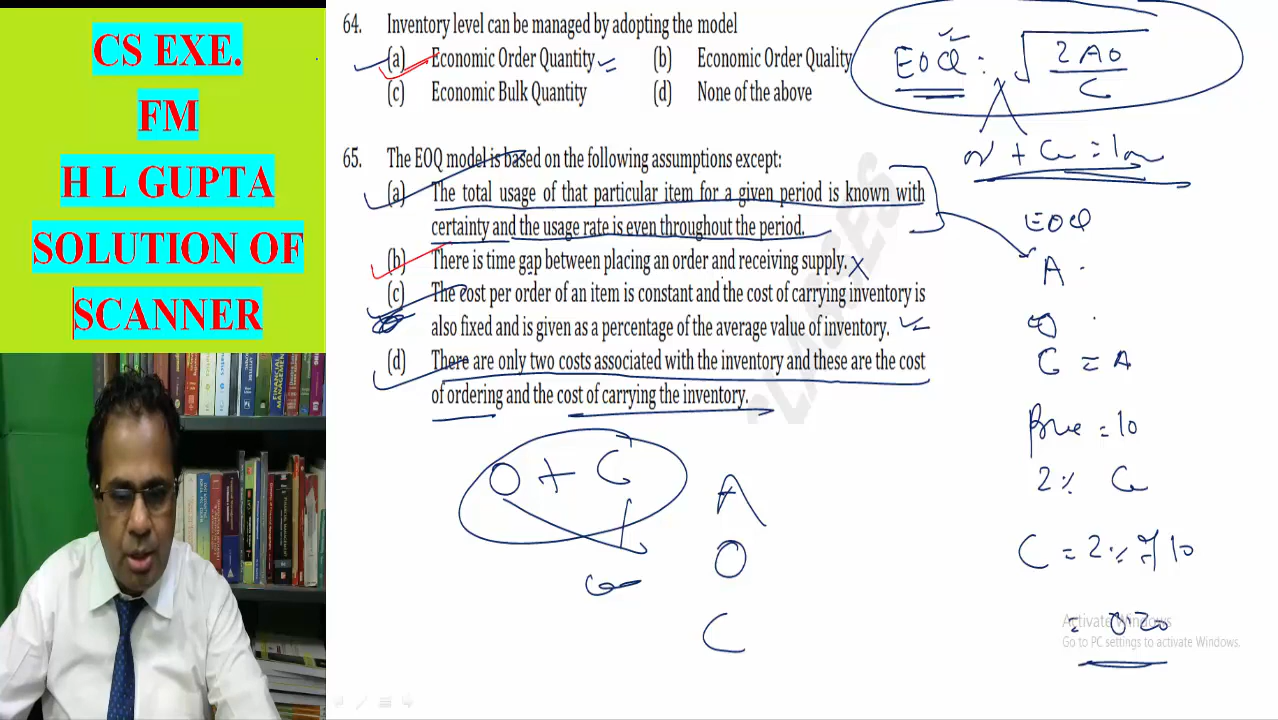 CS EXE.
FM
H L GUPTA
SOLUTION OF
SCANNER
64. Inventory level can be managed by adopting the model
(a) Economic Order Quantity (b) Economic Order Quality
(c) Economic Bulk Quantity (d) None of the above
65. The EOQ model is based on the following assumptions except:
(a) The total usage of that particular item for a given period is known with
certainty and the usage rate is even throughout the period.
(b) There is time gap between placing an order and receiving supply.
(c) The cost per order of an item is constant and the cost of carrying inventory is
also fixed and is given as a percentage of the average value of inventory.
(d) There are only two costs associated with the inventory and these are the cost
of ordering and the cost of carrying the inventory.
CLASSES
EOQ = √2AO
C
EOQ
A
O
C = A
= 10
2%
C = 2% of 10
= 0.20
O + C
A
O
C
Activate Windows
Go to PC settings to activate Windows.